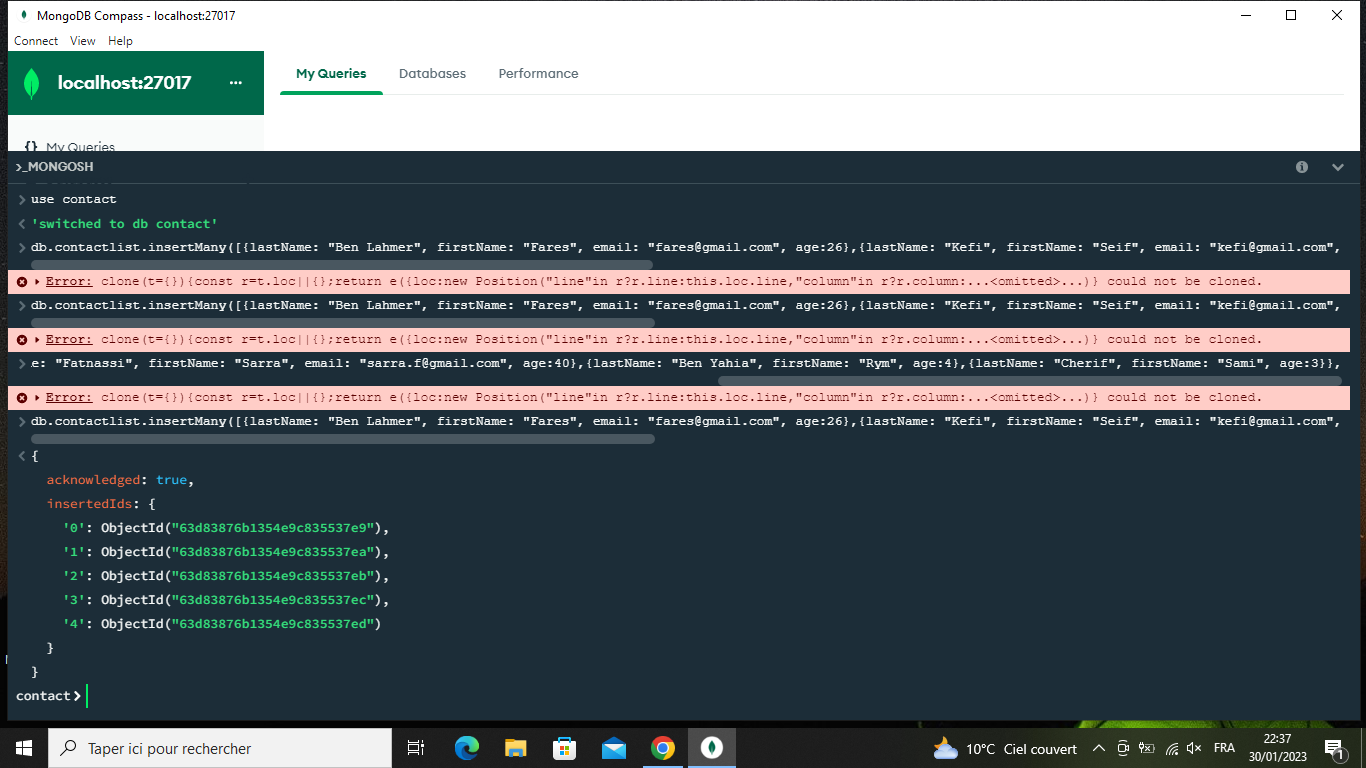 MongoDB Compass - localhost:27017
Connect View Help
localhost:27017 ...
My Queries Databases Performance
{} My Queries
>_MONGOSH
> use contact
< 'switched to db contact'
> db.contactlist.insertMany([{lastName: "Ben Lahmer", firstName: "Fares", email: "fares@gmail.com", age:26},{lastName: "Kefi", firstName: "Seif", email: "kefi@gmail.com",
Error: clone(t={}){const r=t.loc||{};return e({loc:new Position("line"in r?r.line:this.loc.line,"column"in r?r.column:...<omitted>...)} could not be cloned.
> db.contactlist.insertMany([{lastName: "Ben Lahmer", firstName: "Fares", email: "fares@gmail.com", age:26},{lastName: "Kefi", firstName: "Seif", email: "kefi@gmail.com",
Error: clone(t={}){const r=t.loc||{};return e({loc:new Position("line"in r?r.line:this.loc.line,"column"in r?r.column:...<omitted>...)} could not be cloned.
> e: "Fatnassi", firstName: "Sarra", email: "sarra.f@gmail.com", age:40},{lastName: "Ben Yahia", firstName: "Rym", age:4},{lastName: "Cherif", firstName: "Sami", age:3}},
Error: clone(t={}){const r=t.loc||{};return e({loc:new Position("line"in r?r.line:this.loc.line,"column"in r?r.column:...<omitted>...)} could not be cloned.
> db.contactlist.insertMany([{lastName: "Ben Lahmer", firstName: "Fares", email: "fares@gmail.com", age:26},{lastName: "Kefi", firstName: "Seif", email: "kefi@gmail.com",
< {
acknowledged: true,
insertedIds: {
'0': ObjectId("63d83876b1354e9c835537e9"),
'1': ObjectId("63d83876b1354e9c835537ea"),
'2': ObjectId("63d83876b1354e9c835537eb"),
'3': ObjectId("63d83876b1354e9c835537ec"),
'4': ObjectId("63d83876b1354e9c835537ed")
}
}
contact>
Taper ici pour rechercher 10°C Ciel couvert FRA 22:37
30/01/2023 1